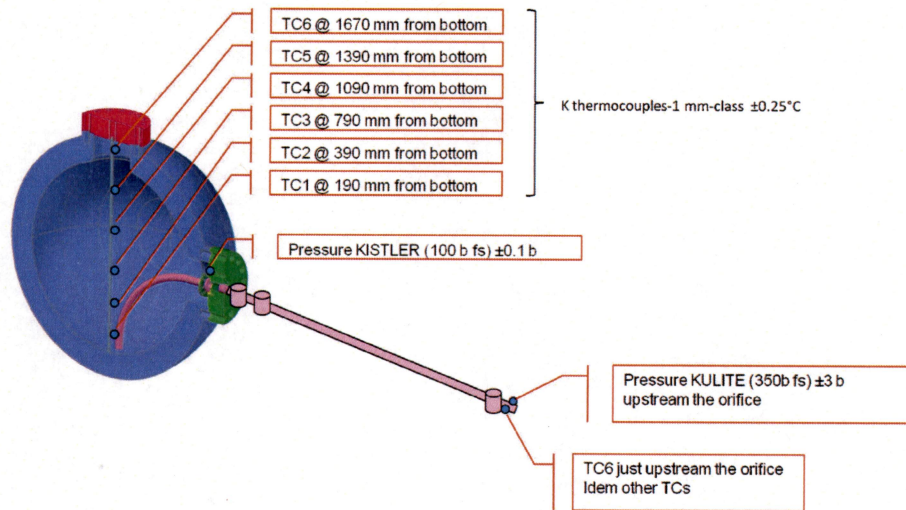 TC6 @ 1670 mm from bottom
TC5 @ 1390 mm from bottom
TC4 @ 1090 mm from bottom
TC3 @ 790 mm from bottom
TC2 @ 390 mm from bottom
TC1 @ 190 mm from bottom
K thermocouples-1 mm-class ±0.25°C
Pressure KISTLER (100 b fs) ±0.1 b
Pressure KULITE (350b fs) ±3 b
upstream the orifice
TC6 just upstream the orifice
Idem other TCs